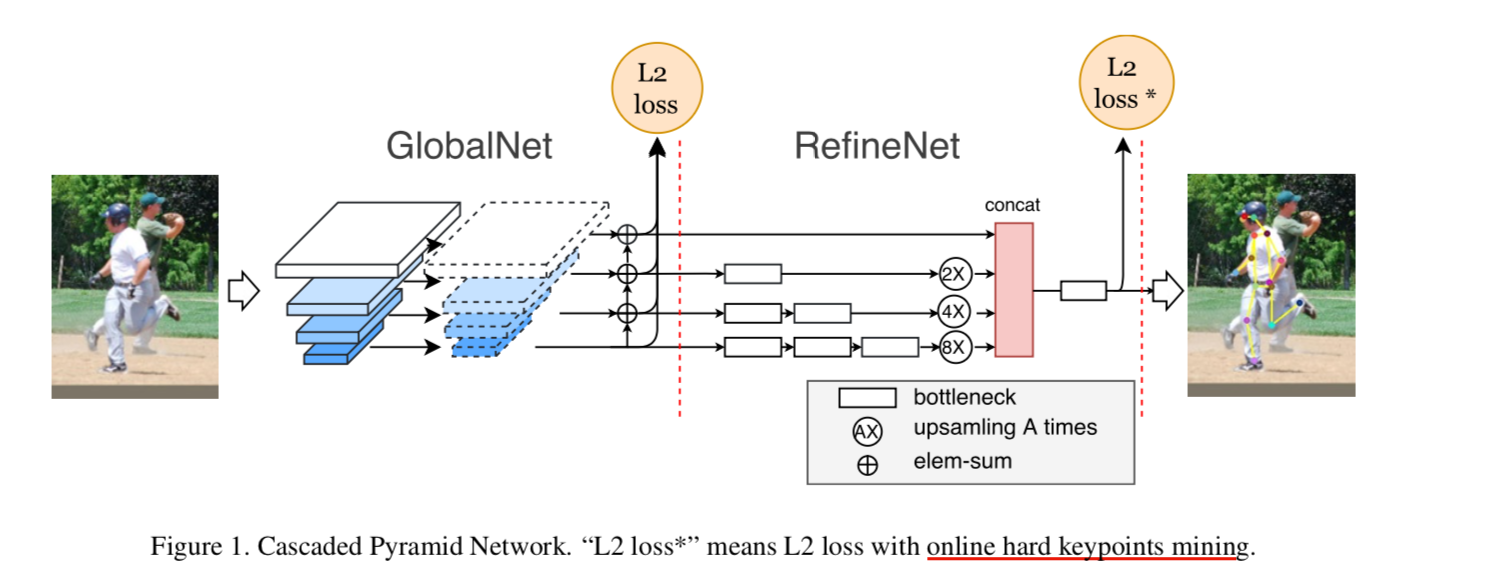 L2
loss
L2
loss *
GlobalNet
RefineNet
concat
2X
4X
8X
bottleneck
AX
upsamling A times
elem-sum
Figure 1. Cascaded Pyramid Network. “L2 loss*” means L2 loss with online hard keypoints mining.